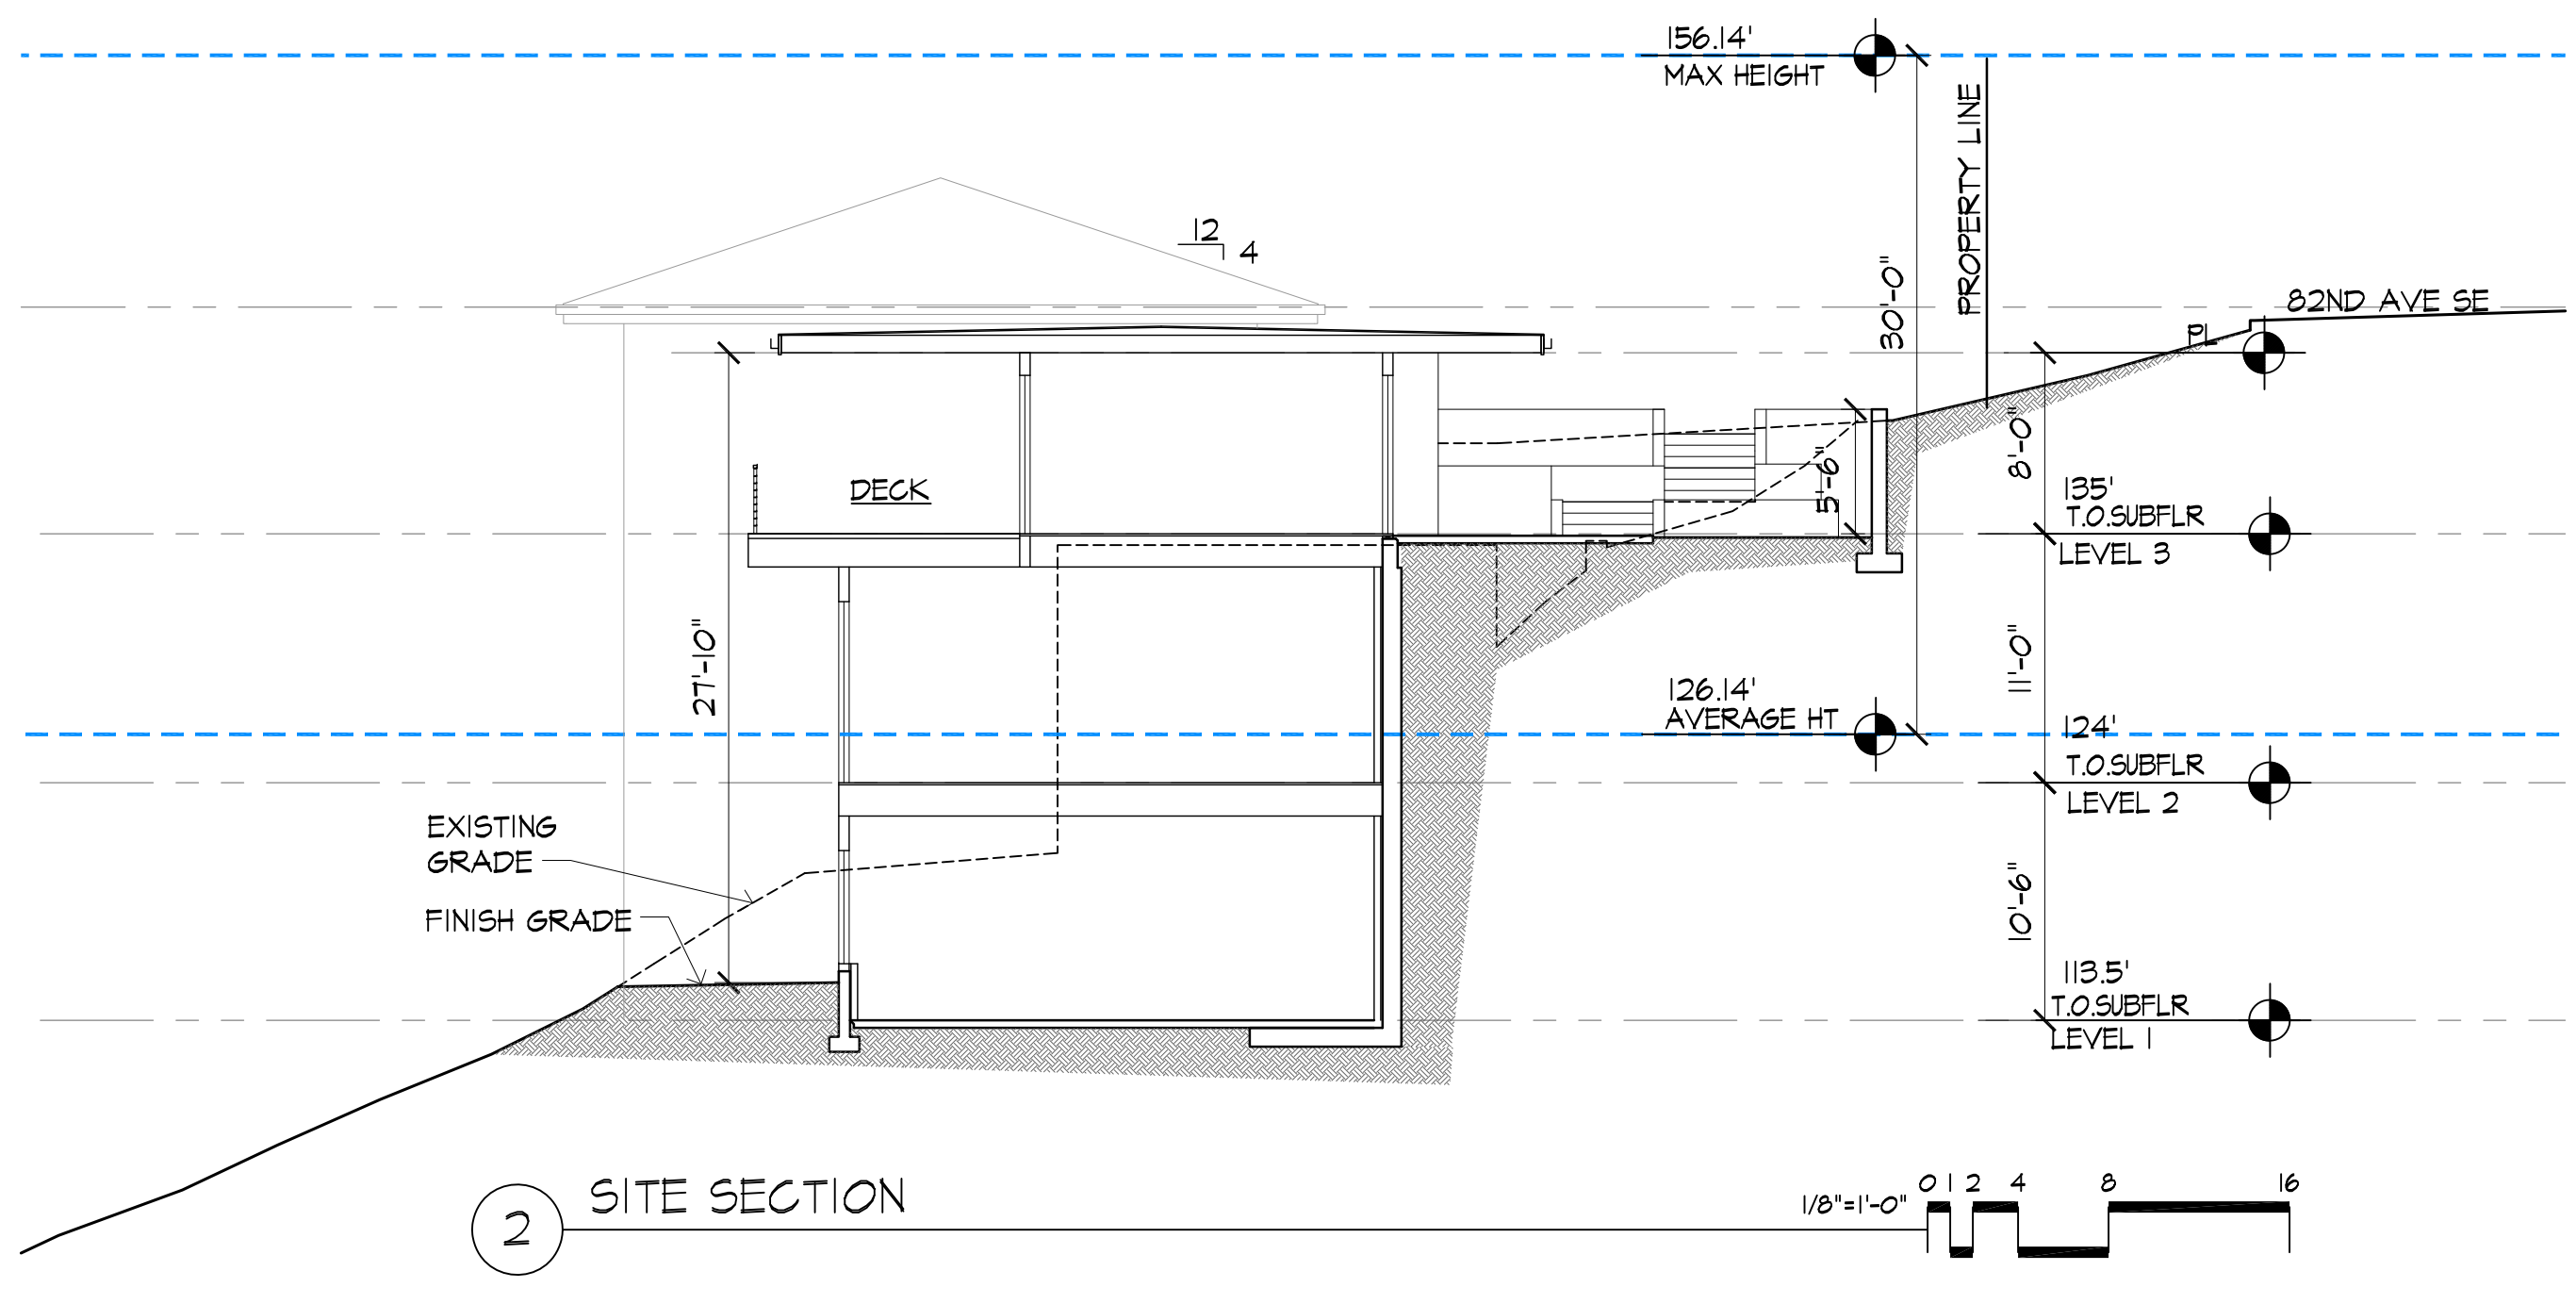 156.14'
MAX HEIGHT
PROPERTY LINE
12
4
30'-0"
82ND AVE SE
PL
8'-0"
5'-6"
DECK
135'
T.O.SUBFLR
LEVEL 3
27'-10"
11'-0"
126.14'
AVERAGE HT
124'
T.O.SUBFLR
LEVEL 2
EXISTING
GRADE
FINISH GRADE
10'-6"
113.5'
T.O.SUBFLR
LEVEL 1
2
SITE SECTION
1/8"=1'-0"
0 1 2 4 8 16